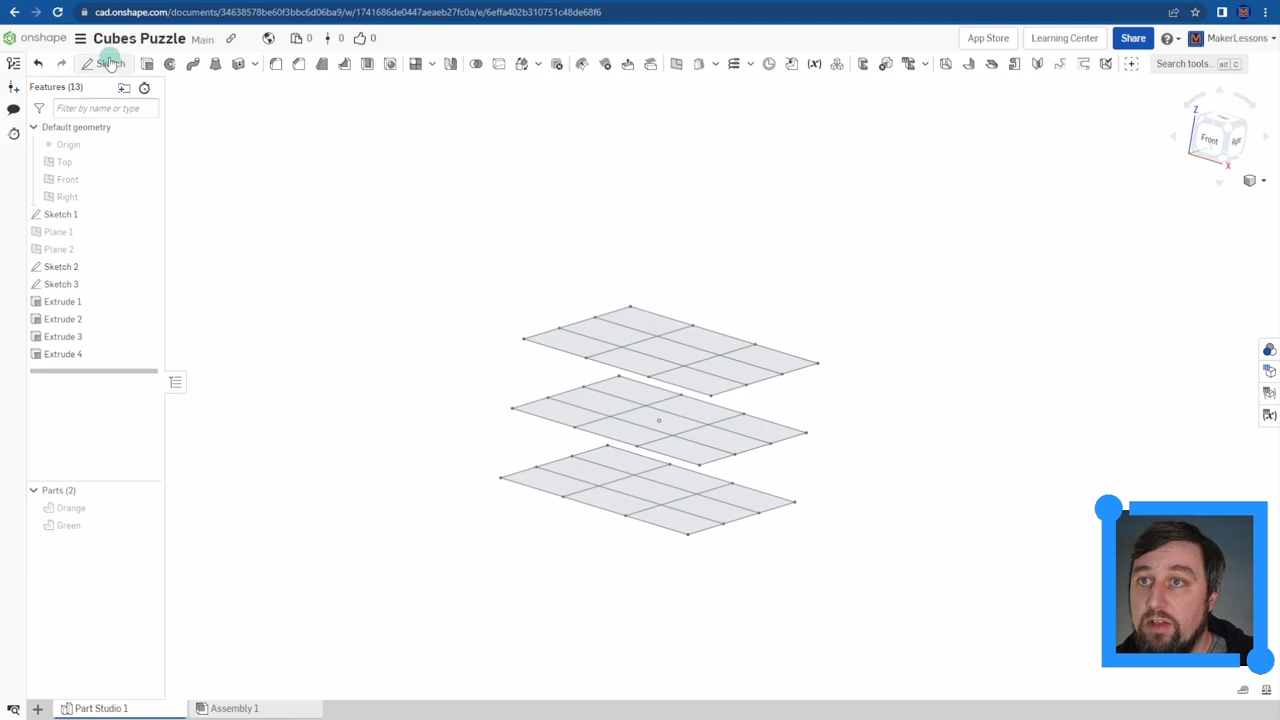 cad.onshape.com/documents/34638578be60f3bbc6d06ba9/w/1741686de0447aeaeb27fc0a/e/6effa402b310751c48de68f6
onshape
Cubes Puzzle Main
0
0
0
App Store
Learning Center
Share
MakerLessons
Sketch
Search tools...
alt C
Features (13)
Filter by name or type
Default geometry
Origin
Top
Front
Right
Sketch 1
Plane 1
Plane 2
Sketch 2
Sketch 3
Extrude 1
Extrude 2
Extrude 3
Extrude 4
Parts (2)
Orange
Green
Z
Front
Right
X
Part Studio 1
Assembly 1